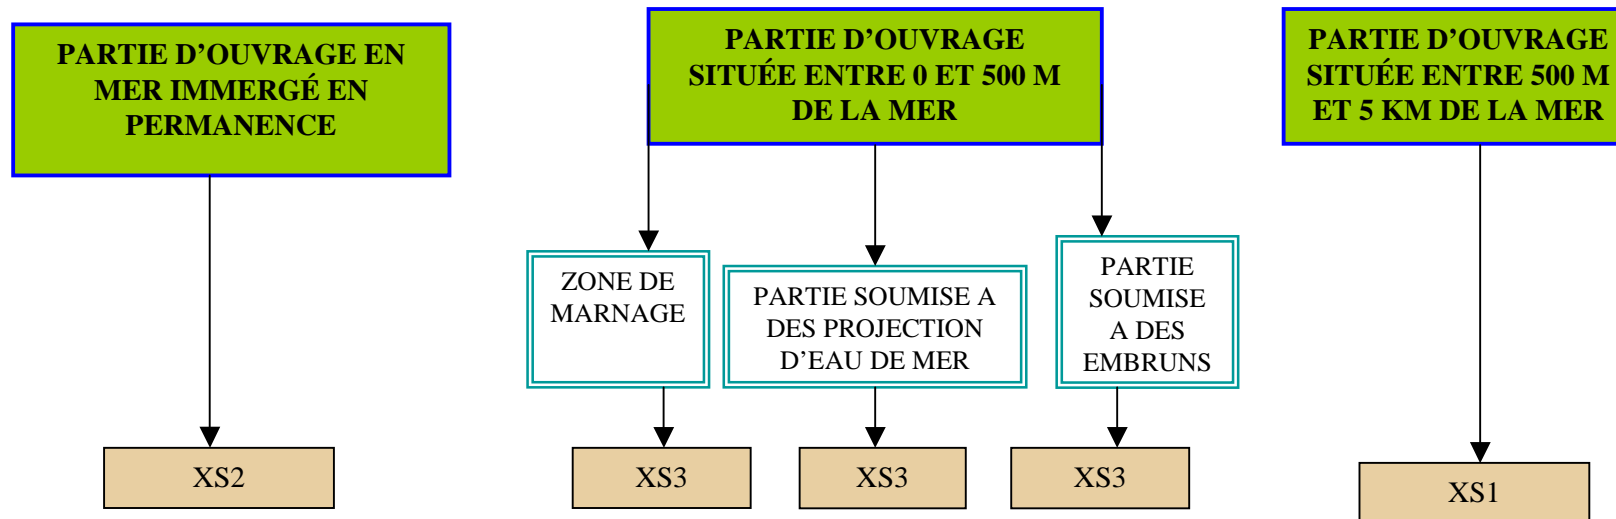 PARTIE D’OUVRAGE EN
MER IMMERGÉ EN
PERMANENCE
PARTIE D’OUVRAGE
SITUÉE ENTRE 0 ET 500 M
DE LA MER
PARTIE D’OUVRAGE
SITUÉE ENTRE 500 M
ET 5 KM DE LA MER
ZONE DE
MARNAGE
PARTIE SOUMISE A
DES PROJECTION
D’EAU DE MER
PARTIE
SOUMISE
A DES
EMBRUNS
XS2
XS3
XS3
XS3
XS1